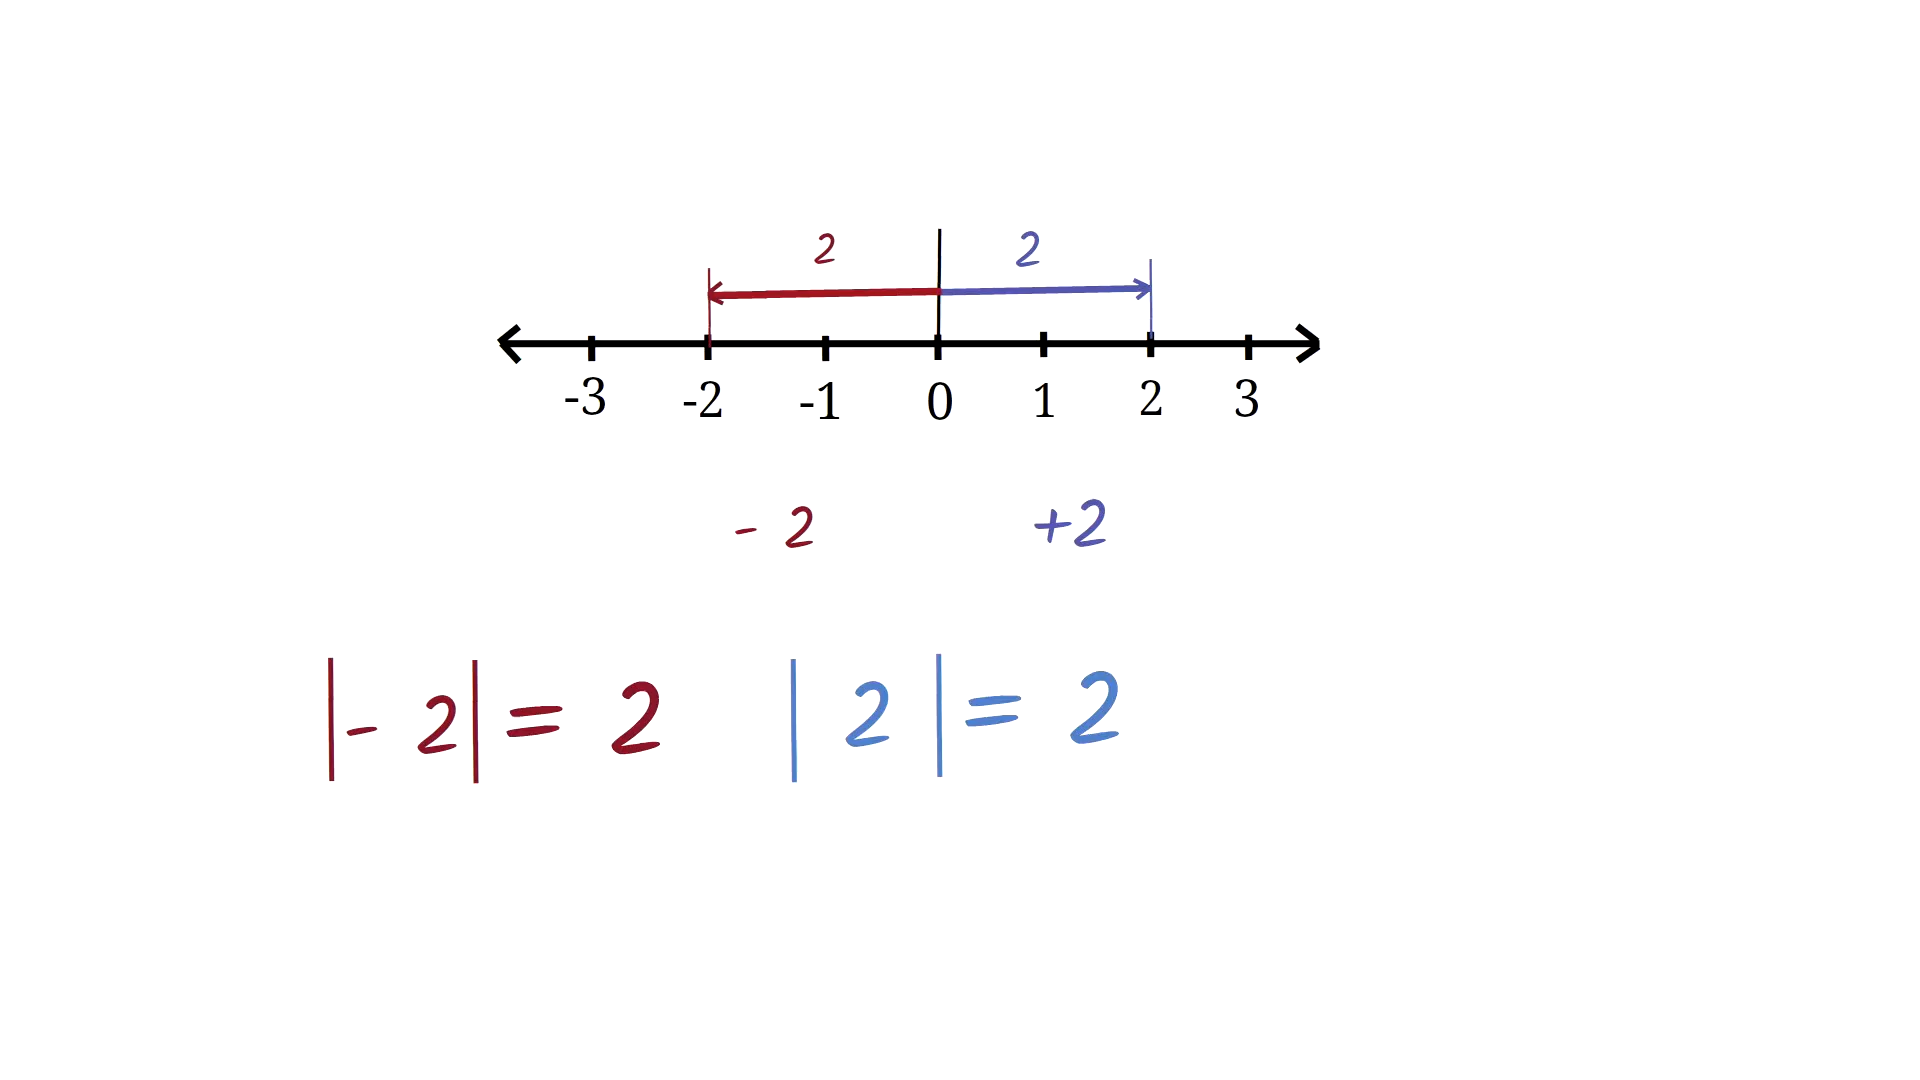 2 2
-3 -2 -1 0 1 2 3
- 2 +2
|- 2| = 2 | 2 | = 2